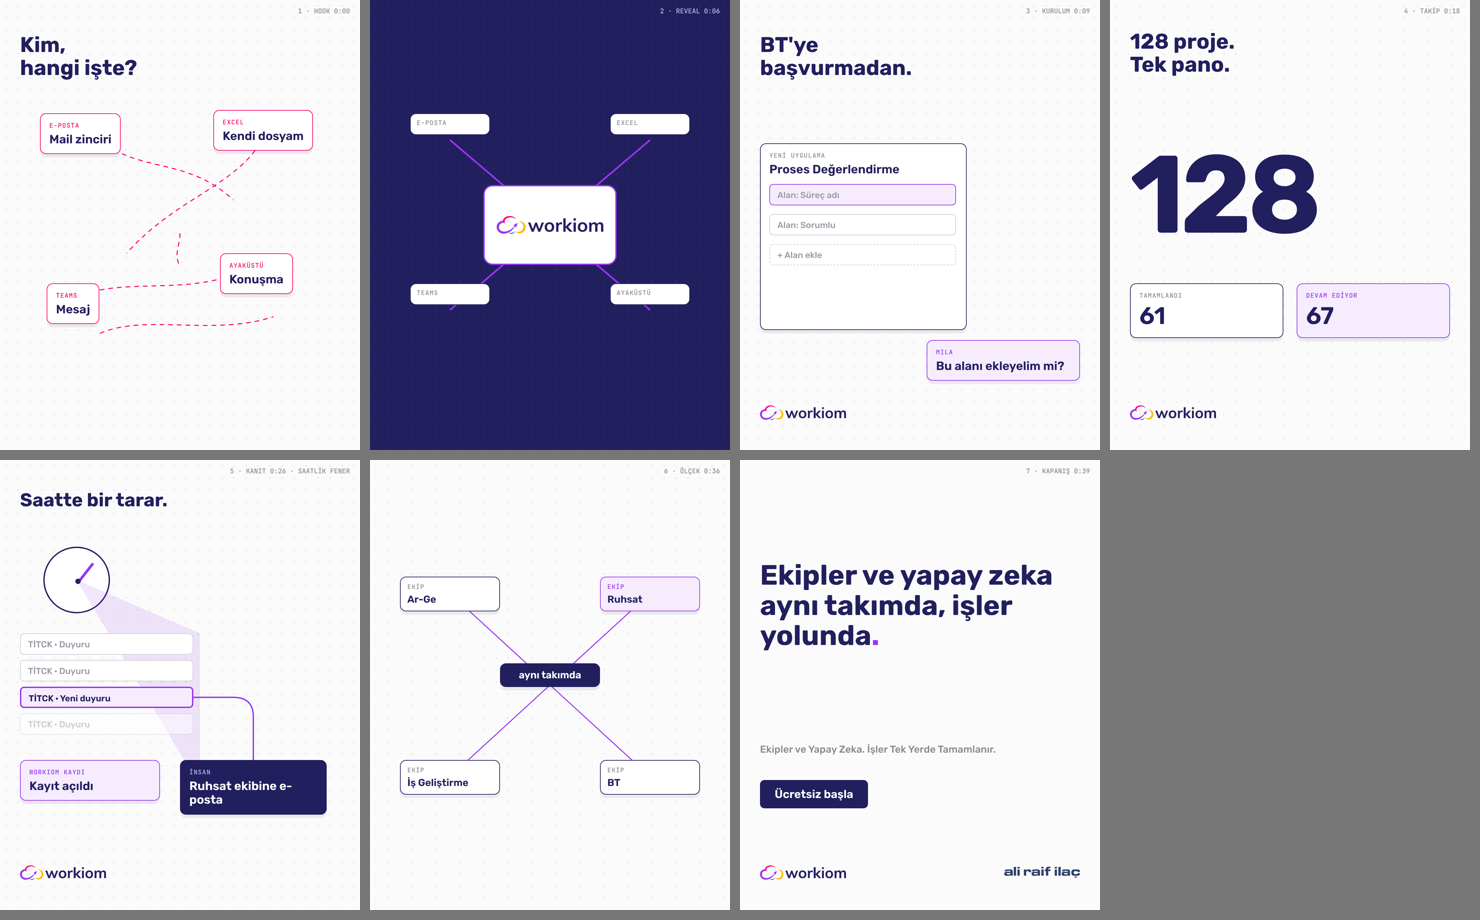 1 · HOOK 0:00
Kim,
hangi işte?
E-POSTA
Mail zinciri
EXCEL
Kendi dosyam
AYAKÜSTÜ
Konuşma
TEAMS
Mesaj
2 · REVEAL 0:06
E-POSTA
EXCEL
workiom
TEAMS
AYAKÜSTÜ
3 · KURULUM 0:09
BT'ye
başvurmadan.
YENİ UYGULAMA
Proses Değerlendirme
Alan: Süreç adı
Alan: Sorumlu
+ Alan ekle
MILA
Bu alanı ekleyelim mi?
workiom
4 · TAKİP 0:18
128 proje.
Tek pano.
128
TAMAMLANDI
61
DEVAM EDİYOR
67
workiom
5 · KANIT 0:26 · SAATLİK FENER
Saatte bir tarar.
TİTCK · Duyuru
TİTCK · Duyuru
TİTCK · Yeni duyuru
TİTCK · Duyuru
WORKIOM KAYDI
Kayıt açıldı
İNSAN
Ruhsat ekibine e-
posta
workiom
6 · ÖLÇEK 0:36
EKİP
Ar-Ge
EKİP
Ruhsat
aynı takımda
EKİP
İş Geliştirme
EKİP
BT
7 · KAPANIŞ 0:39
Ekipler ve yapay zeka
aynı takımda, işler
yolunda.
Ekipler ve Yapay Zeka. İşler Tek Yerde Tamamlanır.
Ücretsiz başla
workiom
ali raif ilaç